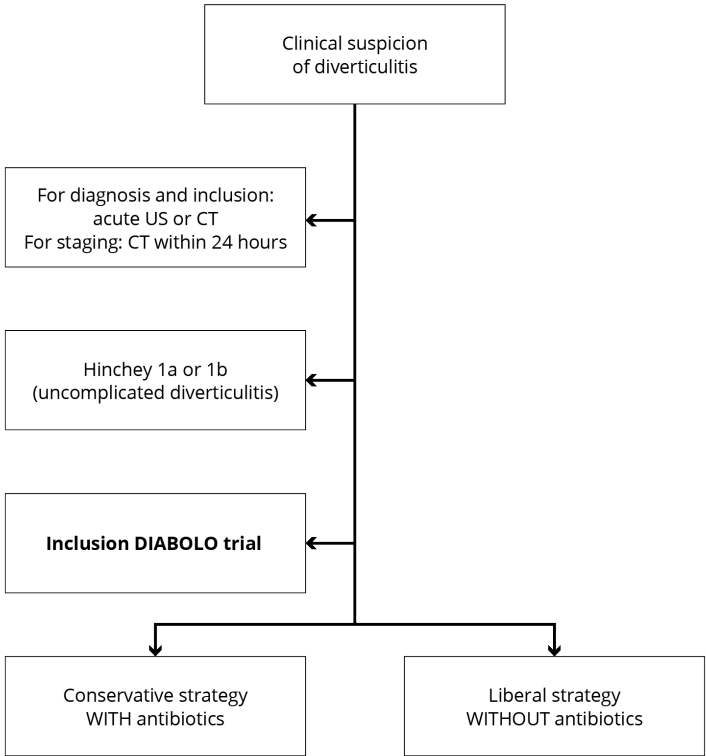 Clinical suspicion
of diverticulitis
For diagnosis and inclusion:
acute US or CT
For staging: CT within 24 hours
Hinchey 1a or 1b
(uncomplicated diverticulitis)
Inclusion DIABOLO trial
Conservative strategy
WITH antibiotics
Liberal strategy
WITHOUT antibiotics